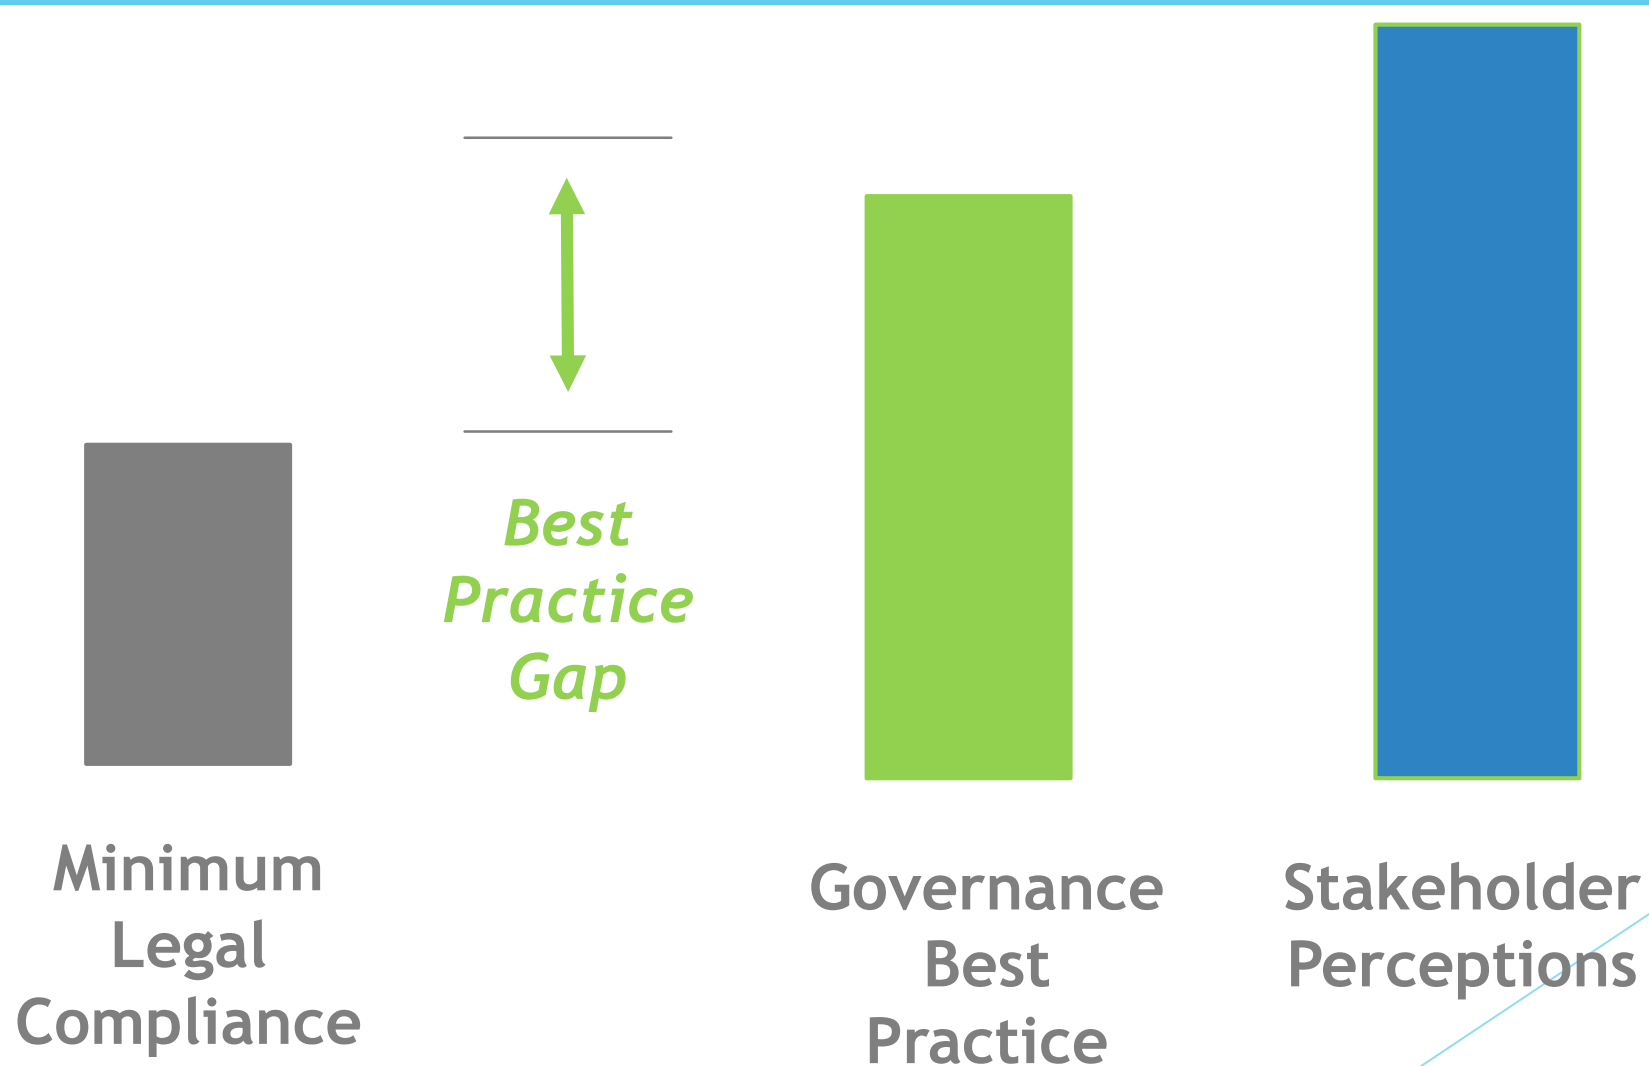 Best
Practice
Gap
Minimum
Legal
Compliance
Governance
Best
Practice
Stakeholder
Perceptions